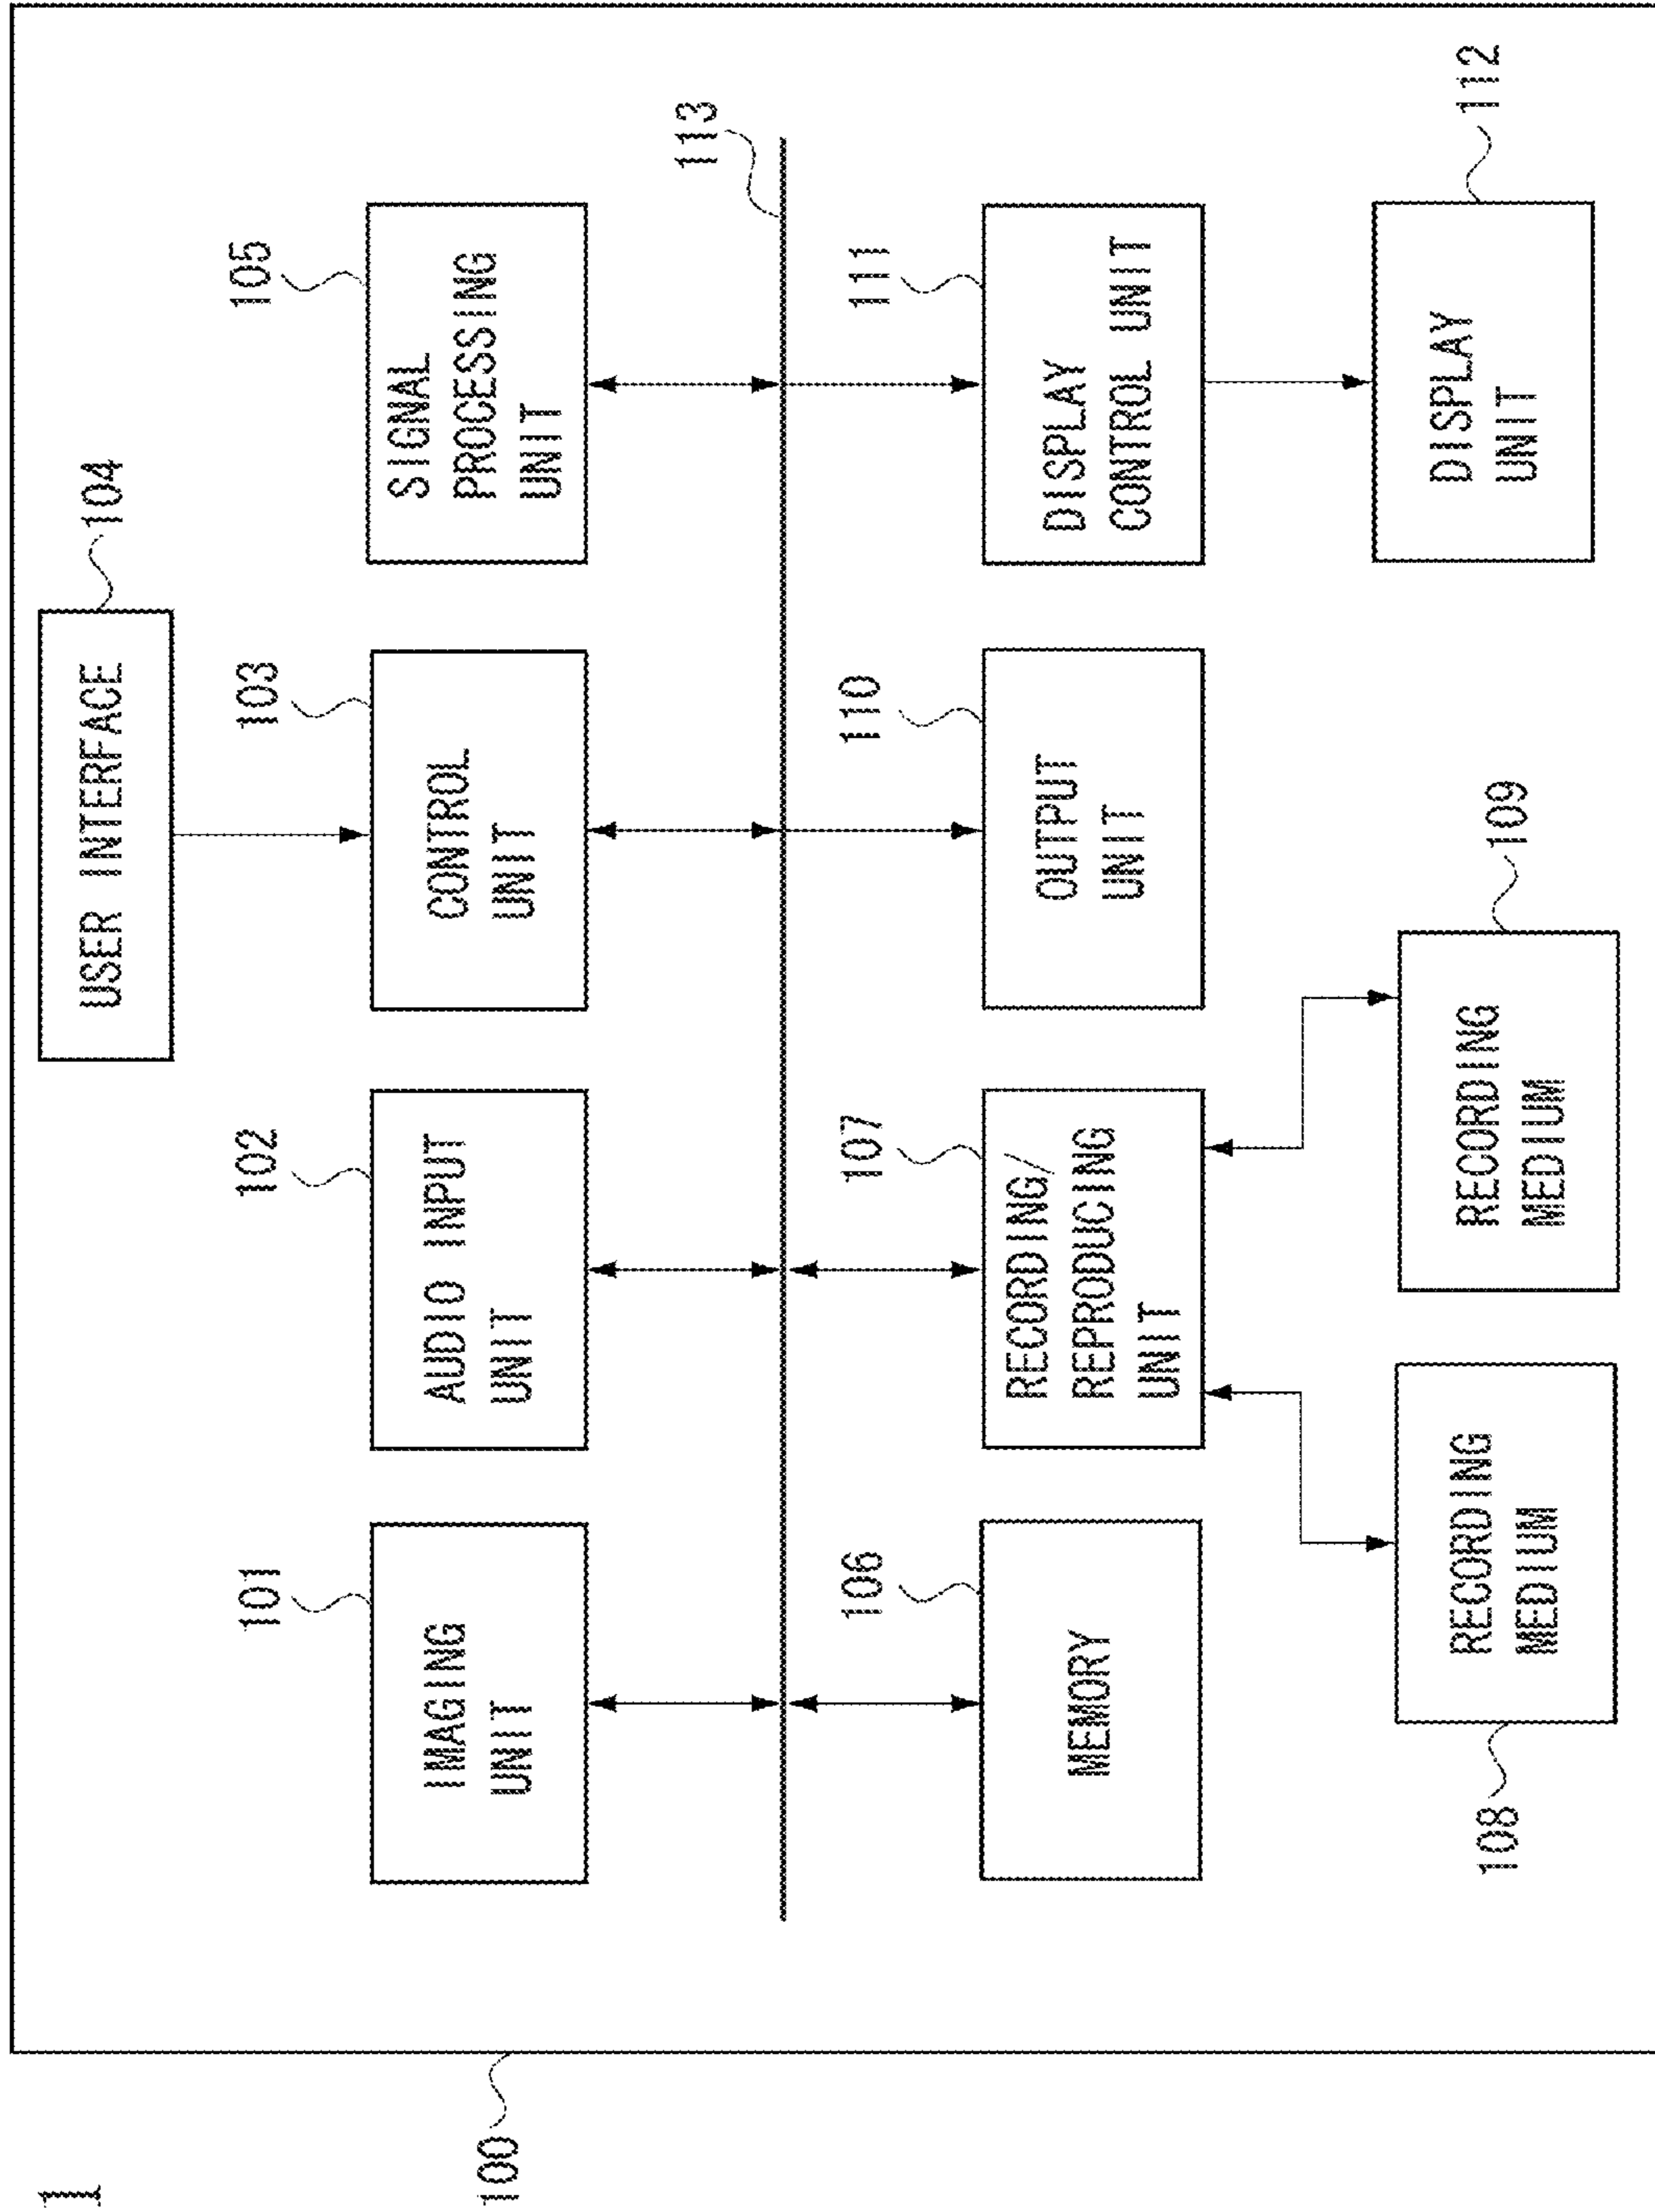 1
100
USER INTERFACE
104
101
102
103
105
IMAGING
UNIT
AUDIO INPUT
UNIT
CONTROL
UNIT
SIGNAL
PROCESSING
UNIT
113
106
107
110
111
MEMORY
RECORDING/
REPRODUCING
UNIT
OUTPUT
UNIT
DISPLAY
CONTROL UNIT
108
RECORDING
MEDIUM
RECORDING
MEDIUM
109
DISPLAY
UNIT
112